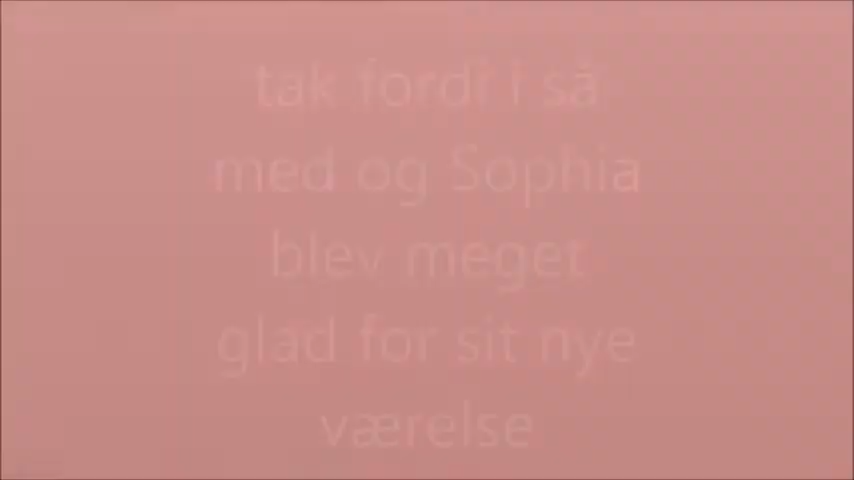 tak fordi i så
med og Sophia
blev meget
glad for sit nye
værelse